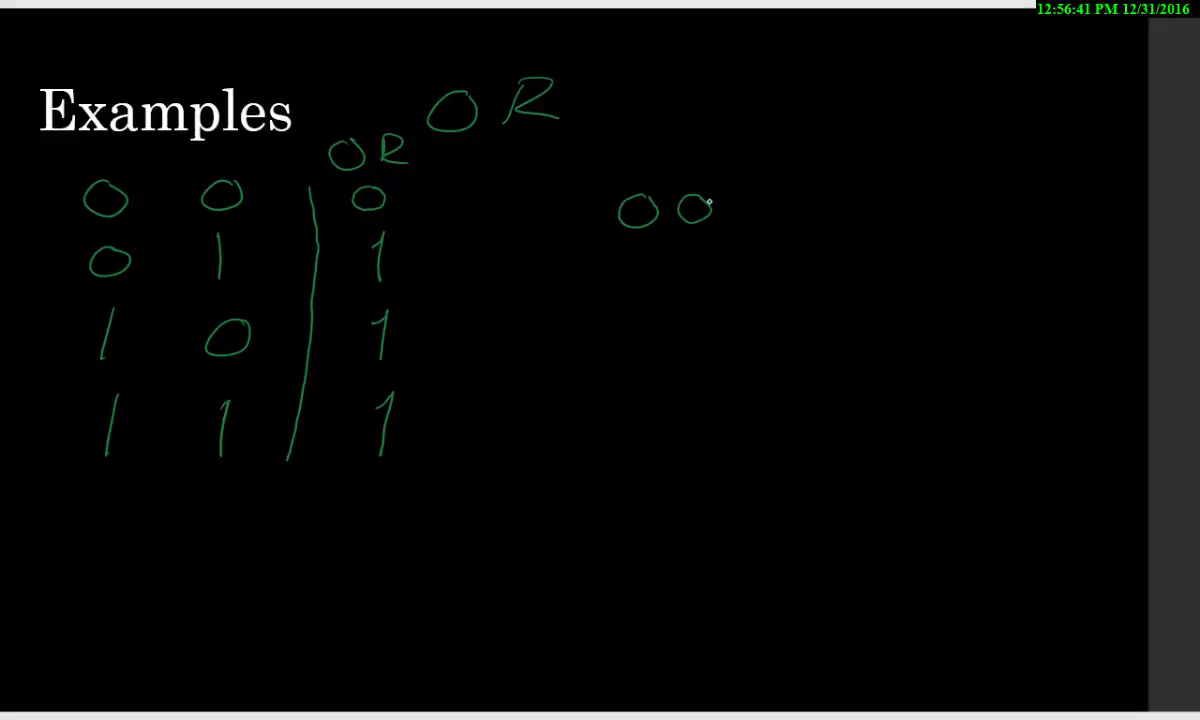 12:56:41 PM 12/31/2016
Examples OR
OR
0 0 0 0 0
0 1 1
1 0 1
1 1 1